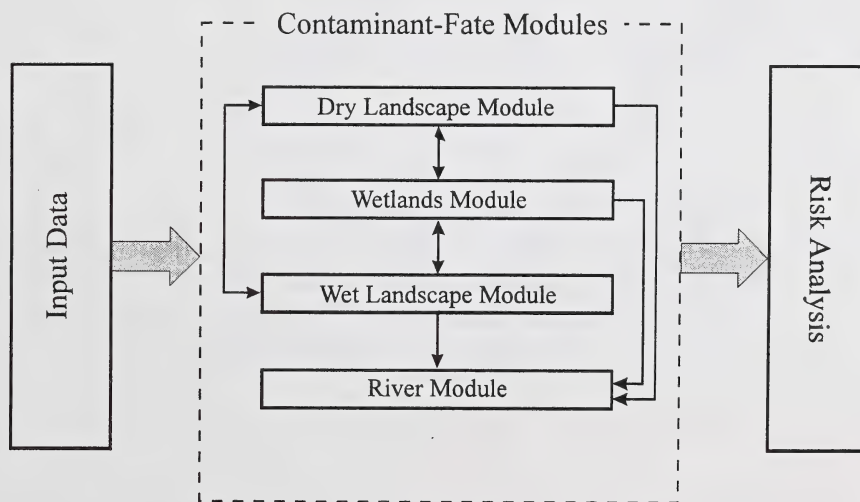 Contaminant-Fate Modules
Input Data
Dry Landscape Module
Wetlands Module
Wet Landscape Module
River Module
Risk Analysis